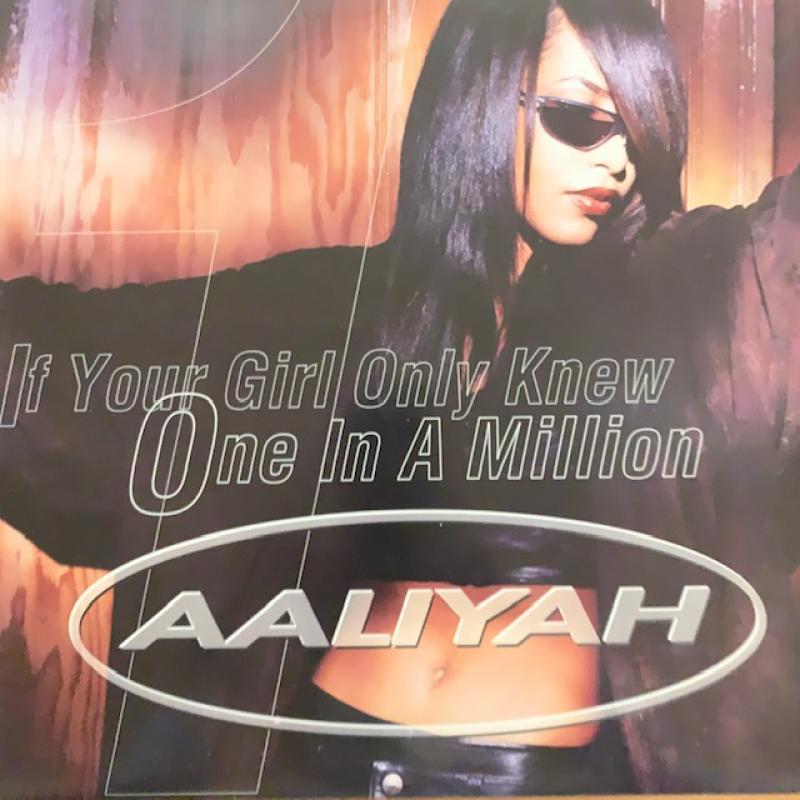 If Your Girl Only Knew
One In A Million
AALIYAH